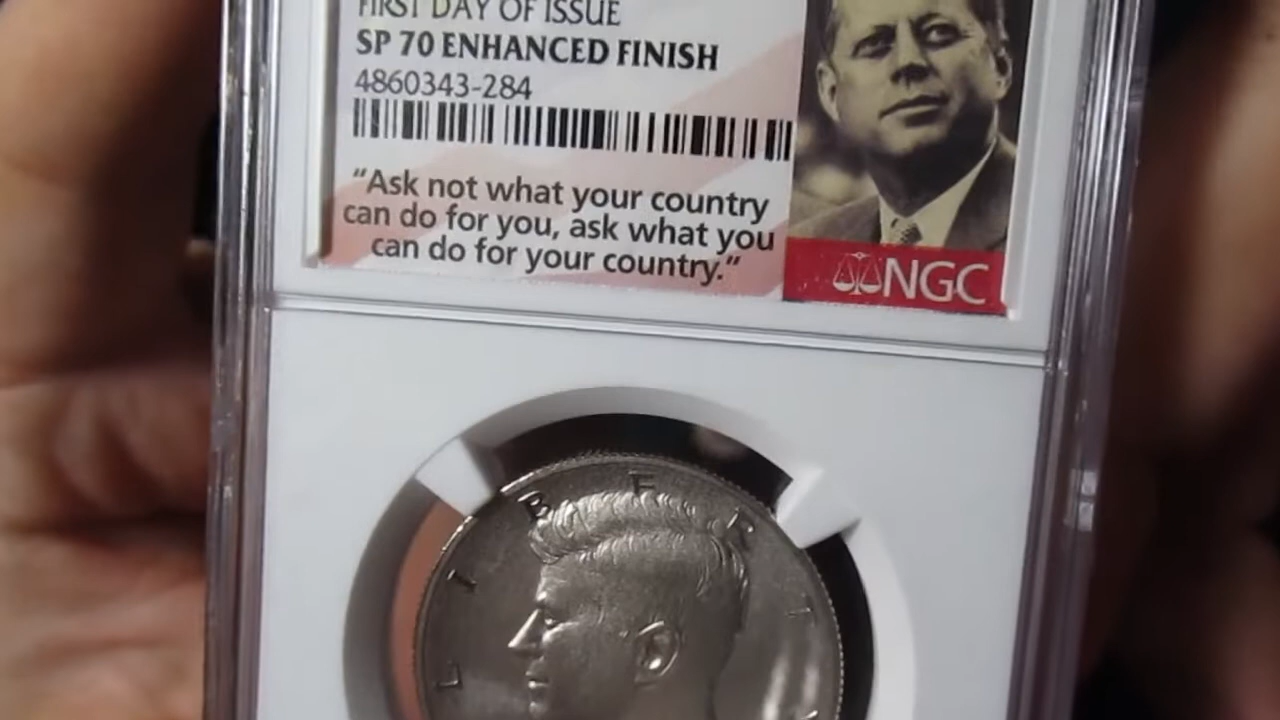 FIRST DAY OF ISSUE
SP 70 ENHANCED FINISH
4860343-284
“Ask not what your country
can do for you, ask what you
can do for your country.”
NGC
LIBERTY